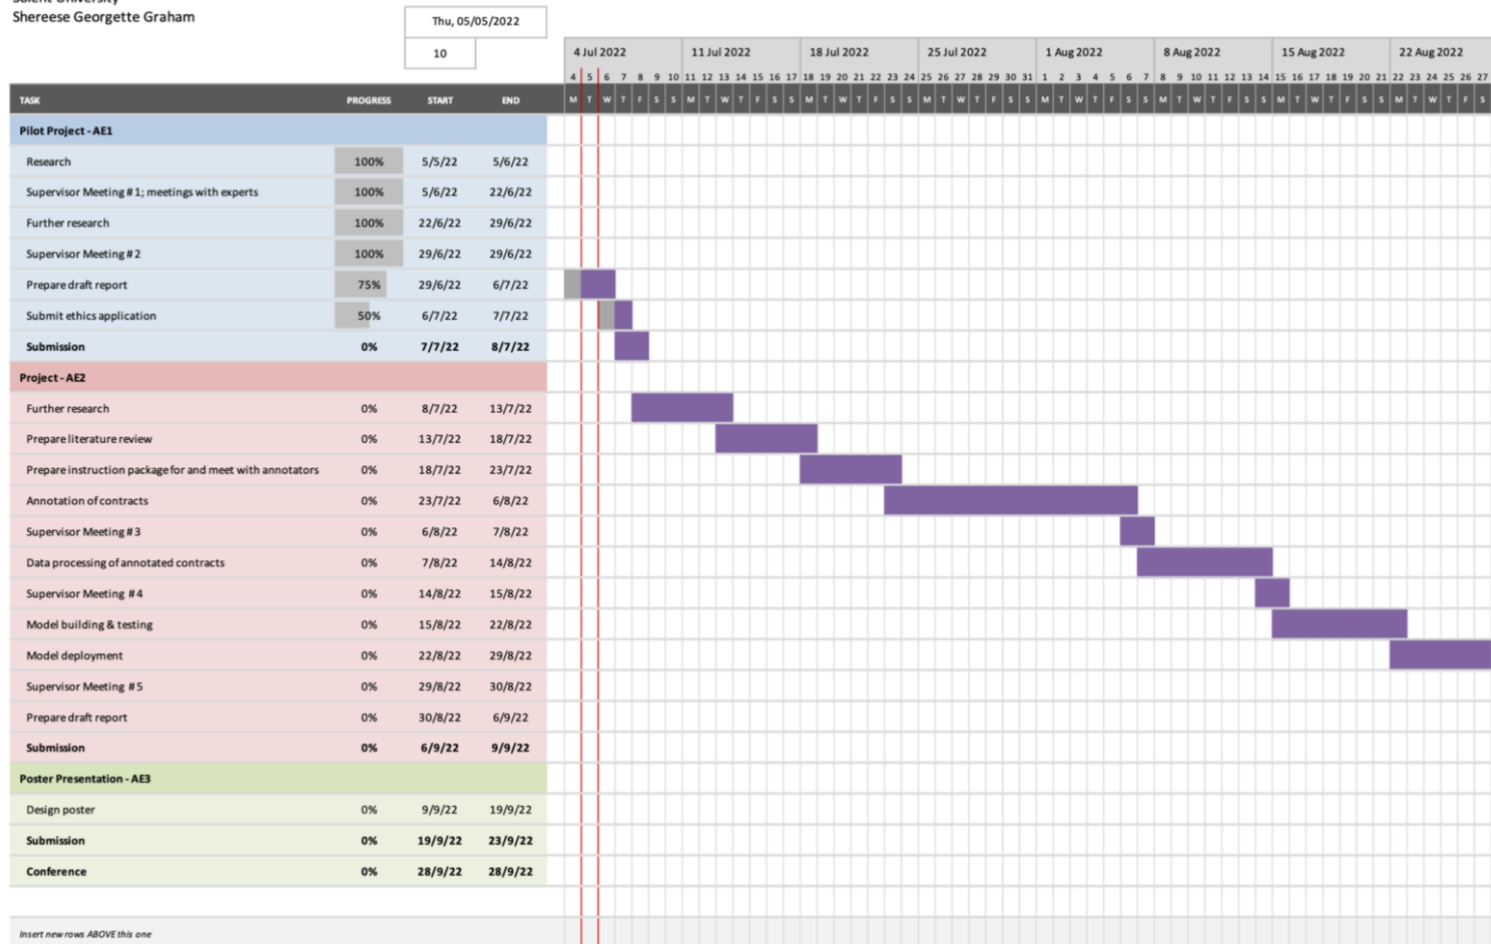 Solent University
Shereese Georgette Graham
Thu, 05/05/2022
10
4 Jul 2022 11 Jul 2022 18 Jul 2022 25 Jul 2022 1 Aug 2022 8 Aug 2022 15 Aug 2022 22 Aug 2022
4 5 6 7 8 9 10 11 12 13 14 15 16 17 18 19 20 21 22 23 24 25 26 27 28 29 30 31 1 2 3 4 5 6 7 8 9 10 11 12 13 14 15 16 17 18 19 20 21 22 23 24 25 26 27
TASK PROGRESS START END M T W T F S S M T W T F S S M T W T F S S M T W T F S S M T W T F S S M T W T F S S M T W T F S S M T W T F S
Pilot Project - AE1
Research 100% 5/5/22 5/6/22
Supervisor Meeting # 1; meetings with experts 100% 5/6/22 22/6/22
Further research 100% 22/6/22 29/6/22
Supervisor Meeting # 2 100% 29/6/22 29/6/22
Prepare draft report 75% 29/6/22 6/7/22
Submit ethics application 50% 6/7/22 7/7/22
Submission 0% 7/7/22 8/7/22
Project - AE2
Further research 0% 8/7/22 13/7/22
Prepare literature review 0% 13/7/22 18/7/22
Prepare instruction package for and meet with annotators 0% 18/7/22 23/7/22
Annotation of contracts 0% 23/7/22 6/8/22
Supervisor Meeting # 3 0% 6/8/22 7/8/22
Data processing of annotated contracts 0% 7/8/22 14/8/22
Supervisor Meeting # 4 0% 14/8/22 15/8/22
Model building & testing 0% 15/8/22 22/8/22
Model deployment 0% 22/8/22 29/8/22
Supervisor Meeting # 5 0% 29/8/22 30/8/22
Prepare draft report 0% 30/8/22 6/9/22
Submission 0% 6/9/22 9/9/22
Poster Presentation - AE3
Design poster 0% 9/9/22 19/9/22
Submission 0% 19/9/22 23/9/22
Conference 0% 28/9/22 28/9/22
Insert new rows ABOVE this one